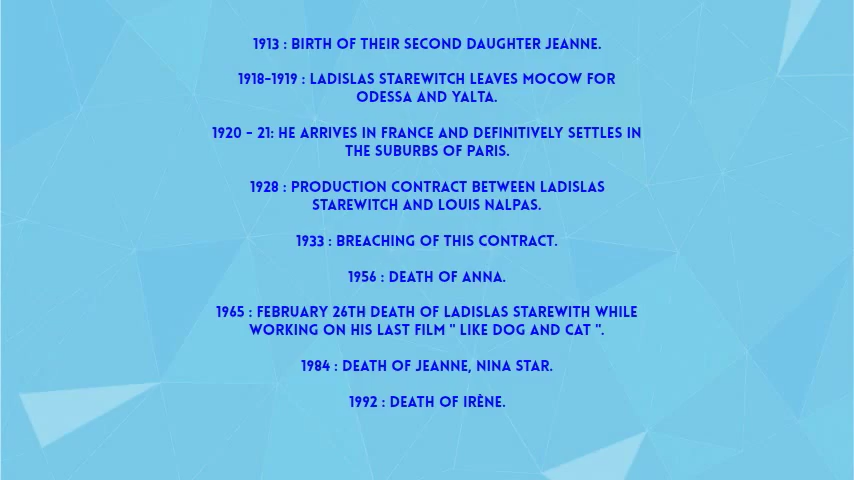 1913 : BIRTH OF THEIR SECOND DAUGHTER JEANNE.
1918-1919 : LADISLAS STAREWITCH LEAVES MOCOW FOR
ODESSA AND YALTA.
1920 - 21: HE ARRIVES IN FRANCE AND DEFINITIVELY SETTLES IN
THE SUBURBS OF PARIS.
1928 : PRODUCTION CONTRACT BETWEEN LADISLAS
STAREWITCH AND LOUIS NALPAS.
1933 : BREACHING OF THIS CONTRACT.
1956 : DEATH OF ANNA.
1965 : FEBRUARY 26TH DEATH OF LADISLAS STAREWITH WHILE
WORKING ON HIS LAST FILM " LIKE DOG AND CAT ".
1984 : DEATH OF JEANNE, NINA STAR.
1992 : DEATH OF IRÈNE.